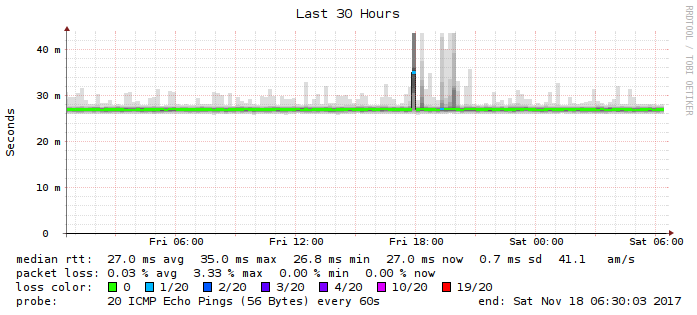 Last 30 Hours
RRDTOOL / TOBI OETIKER
Seconds
40 m
30 m
20 m
10 m
0
Fri 06:00 Fri 12:00 Fri 18:00 Sat 00:00 Sat 06:00
median rtt: 27.0 ms avg 35.0 ms max 26.8 ms min 27.0 ms now 0.7 ms sd 41.1 am/s
packet loss: 0.03 % avg 3.33 % max 0.00 % min 0.00 % now
loss color: 0 1/20 2/20 3/20 4/20 10/20 19/20
probe: 20 ICMP Echo Pings (56 Bytes) every 60s end: Sat Nov 18 06:30:03 2017